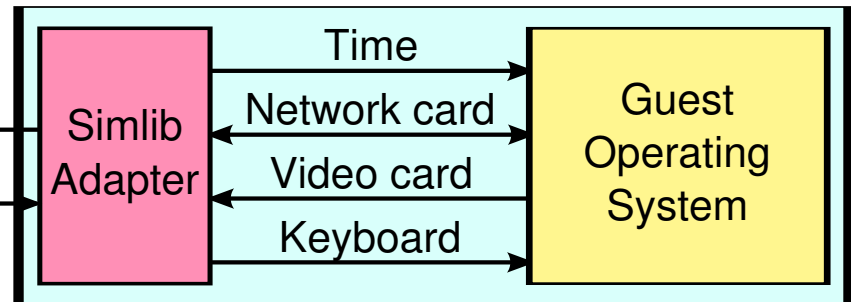 Simlib
Adapter
Time
Network card
Video card
Keyboard
Guest
Operating
System